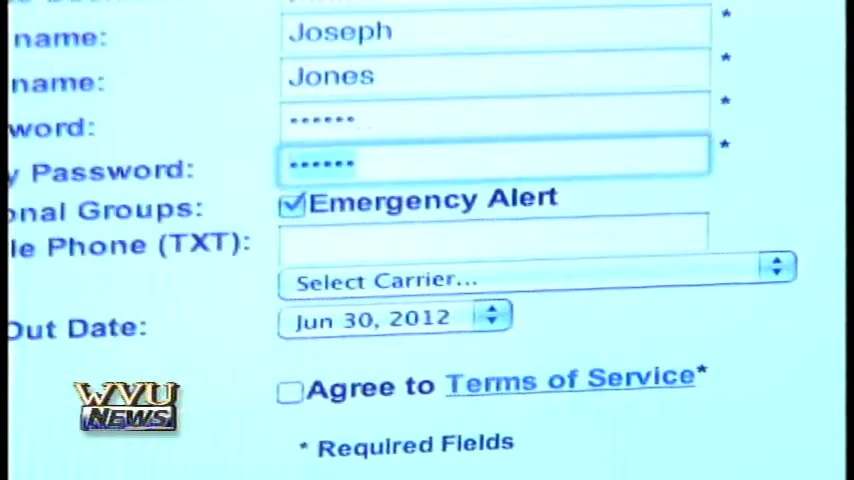 name: Joseph *
name: Jones *
word: •••••• *
y Password: •••••• *
onal Groups: Emergency Alert
le Phone (TXT):
Select Carrier...
Out Date: Jun 30, 2012
Agree to Terms of Service*
WVU
NEWS
* Required Fields